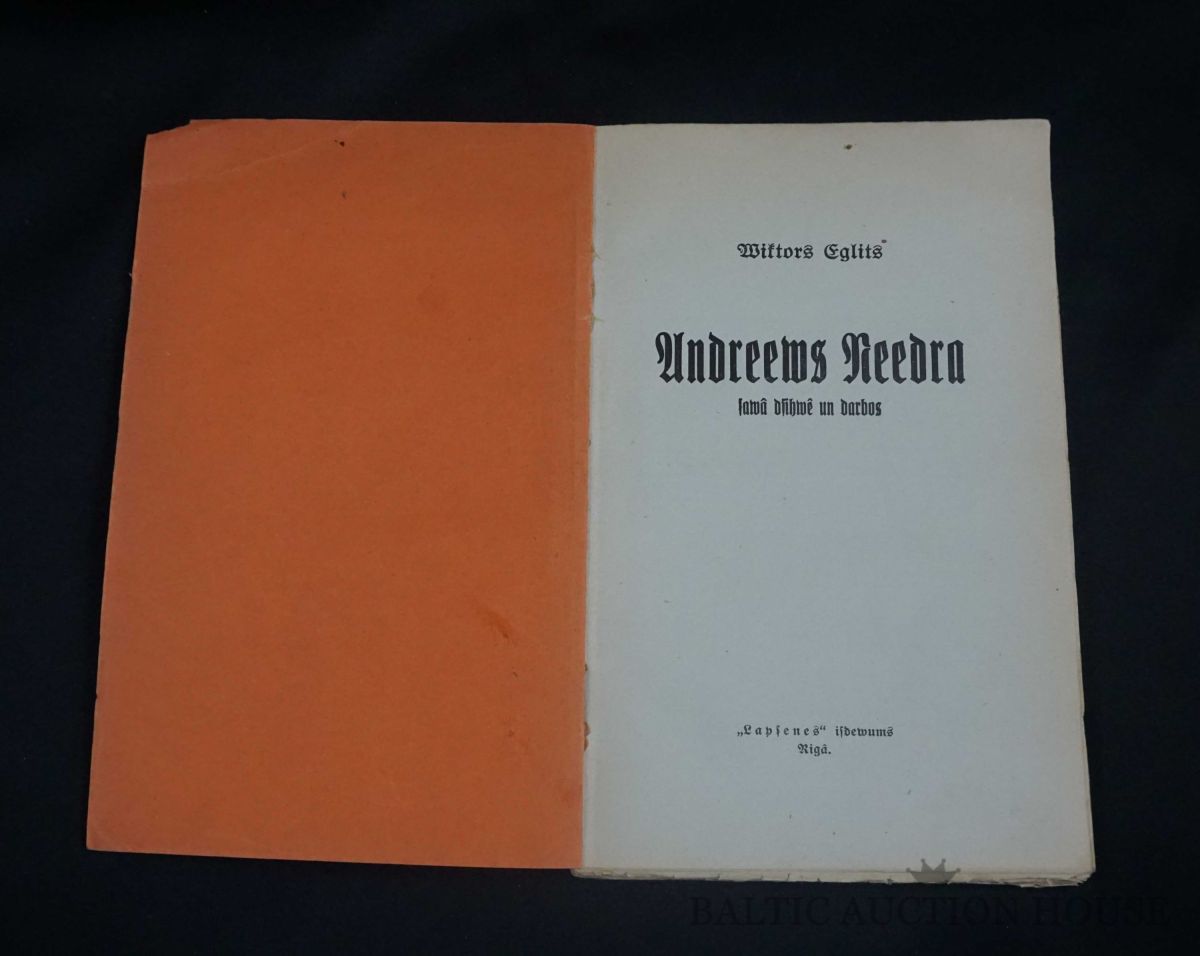 Wiktors Eglits
Andreews Needra
ſawâ dſihwê un darbos
„Lapſenes“ iſdewums
Rigâ.
BALTIC AUCTION HOUSE